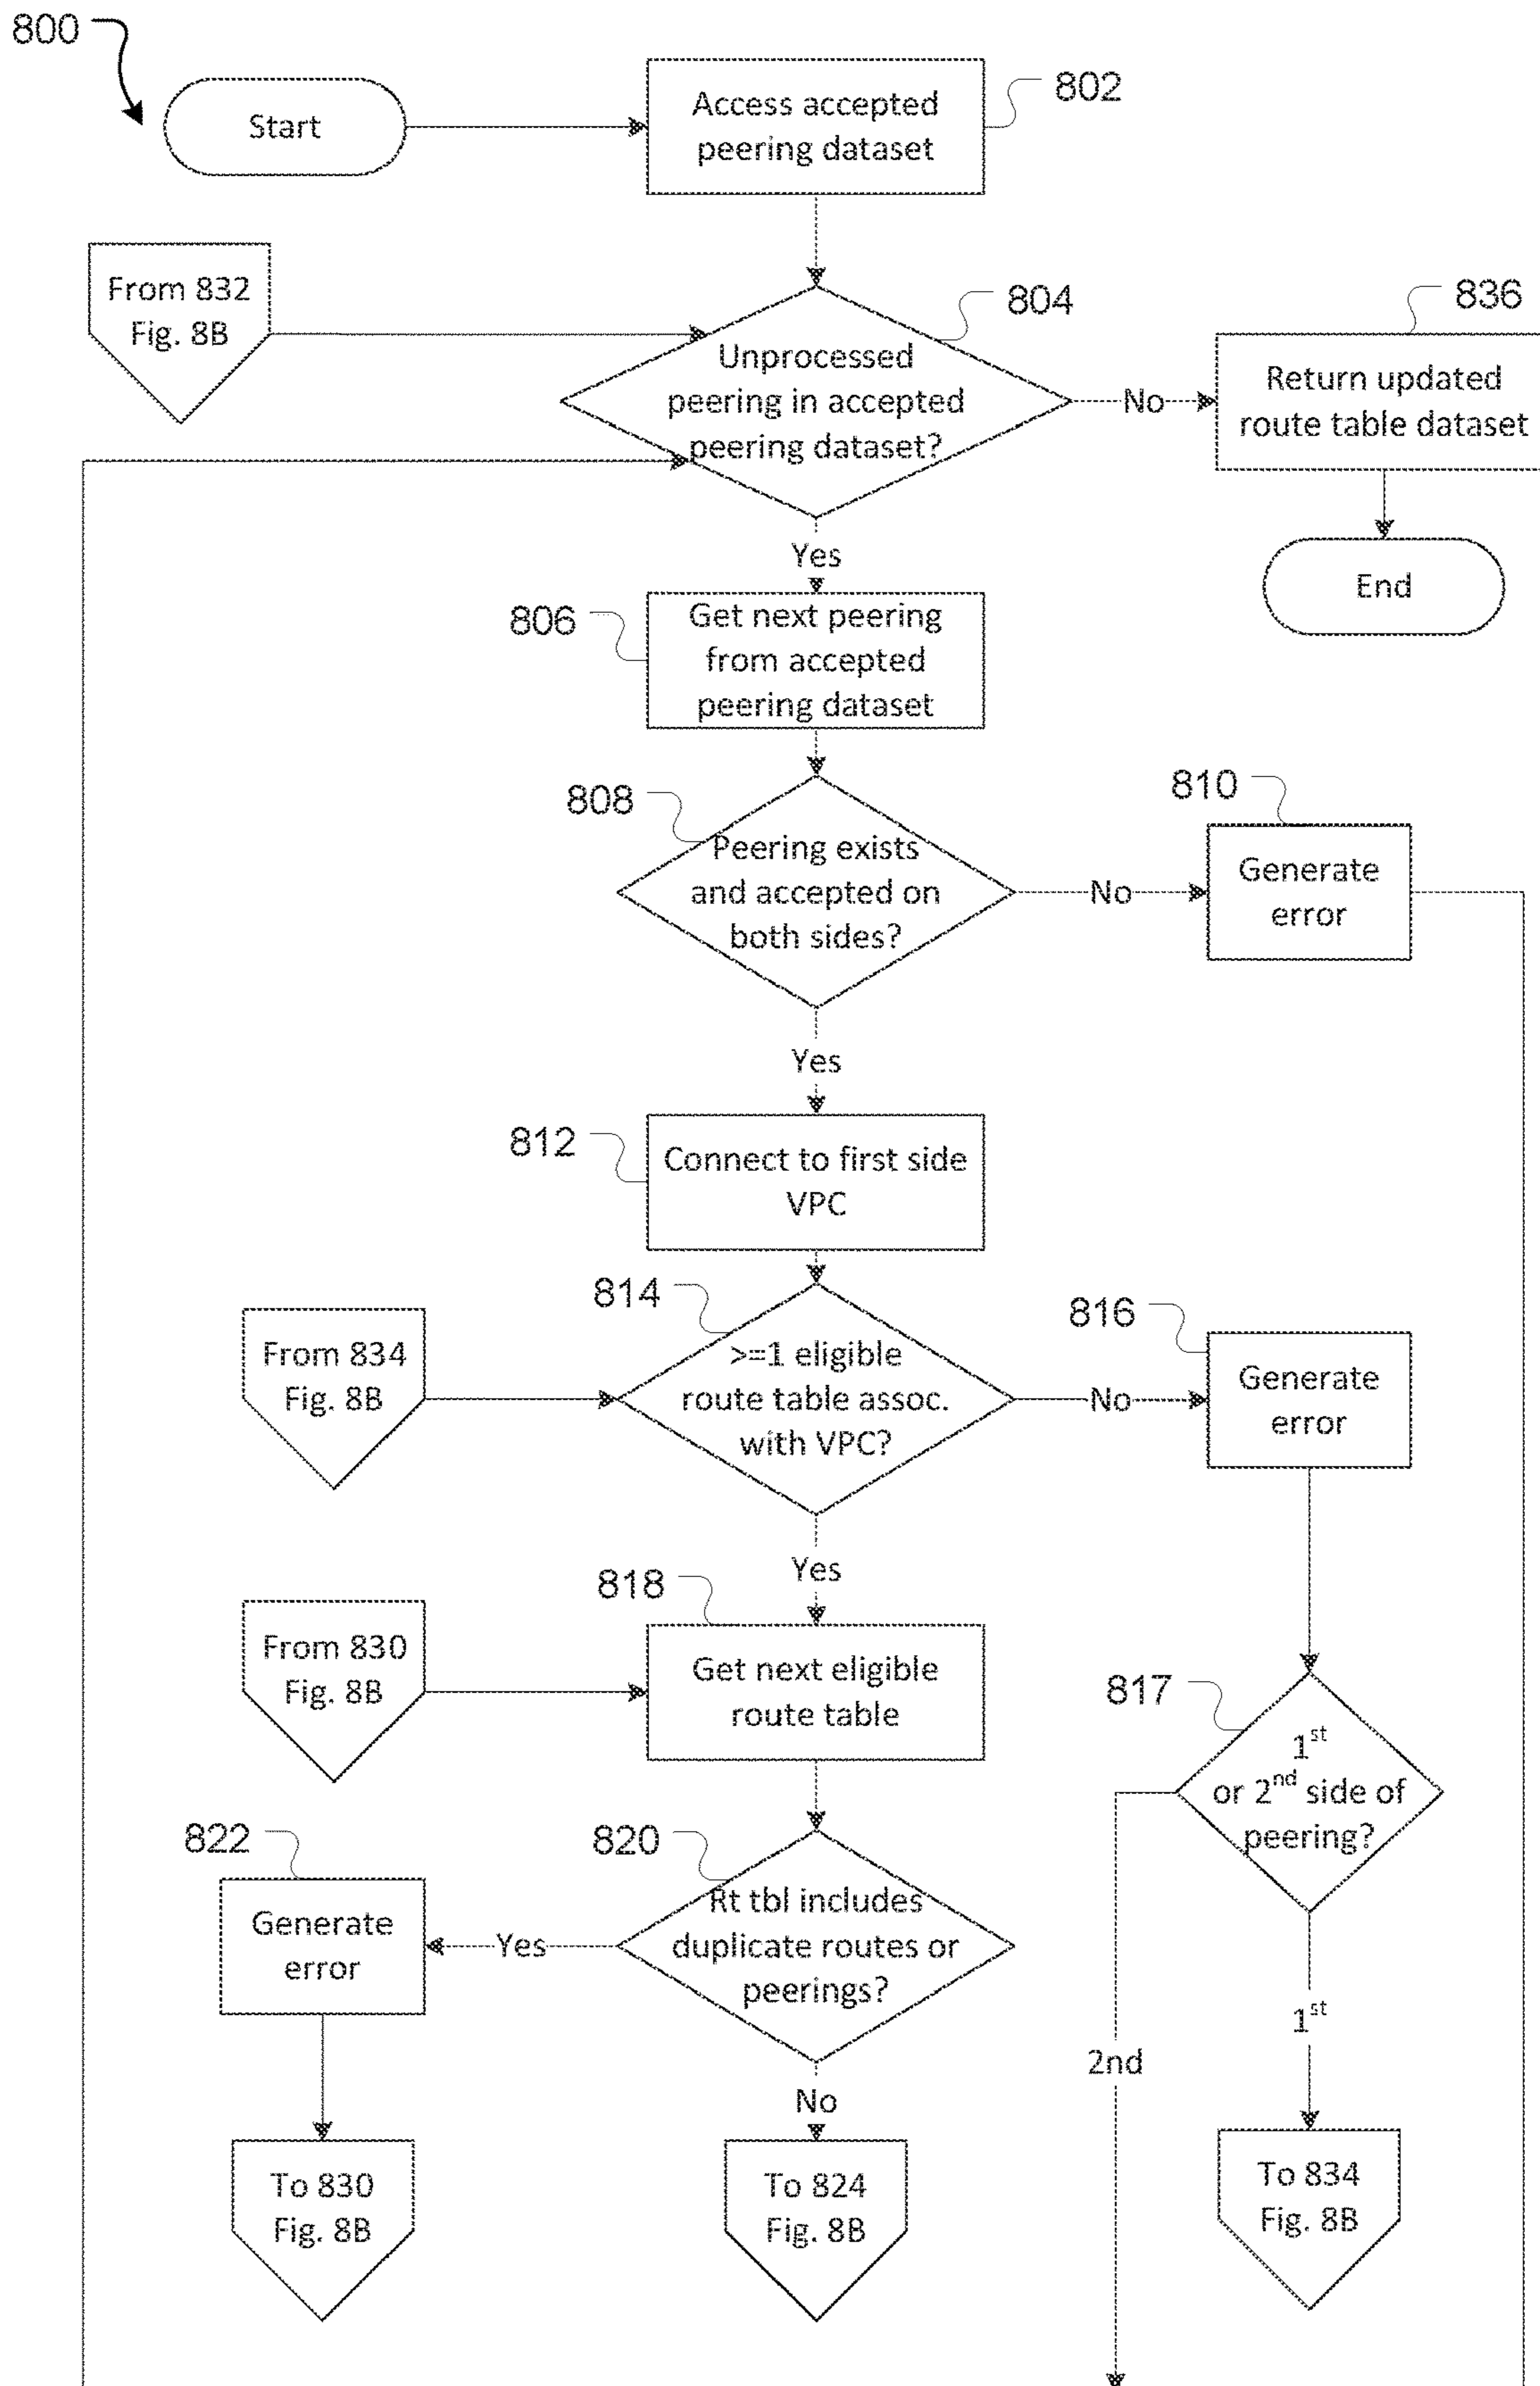 800
Start
Access accepted
peering dataset
802
From 832
Fig. 8B
804
Unprocessed
peering in accepted
peering dataset?
No
836
Return updated
route table dataset
End
Yes
806
Get next peering
from accepted
peering dataset
808
Peering exists
and accepted on
both sides?
No
810
Generate
error
Yes
812
Connect to first side
VPC
814
From 834
Fig. 8B
>=1 eligible
route table assoc.
with VPC?
No
816
Generate
error
Yes
818
From 830
Fig. 8B
Get next eligible
route table
817
1st
or 2nd side of
peering?
822
Generate
error
Yes
820
Rt tbl includes
duplicate routes or
peerings?
1st
2nd
No
To 830
Fig. 8B
To 824
Fig. 8B
To 834
Fig. 8B